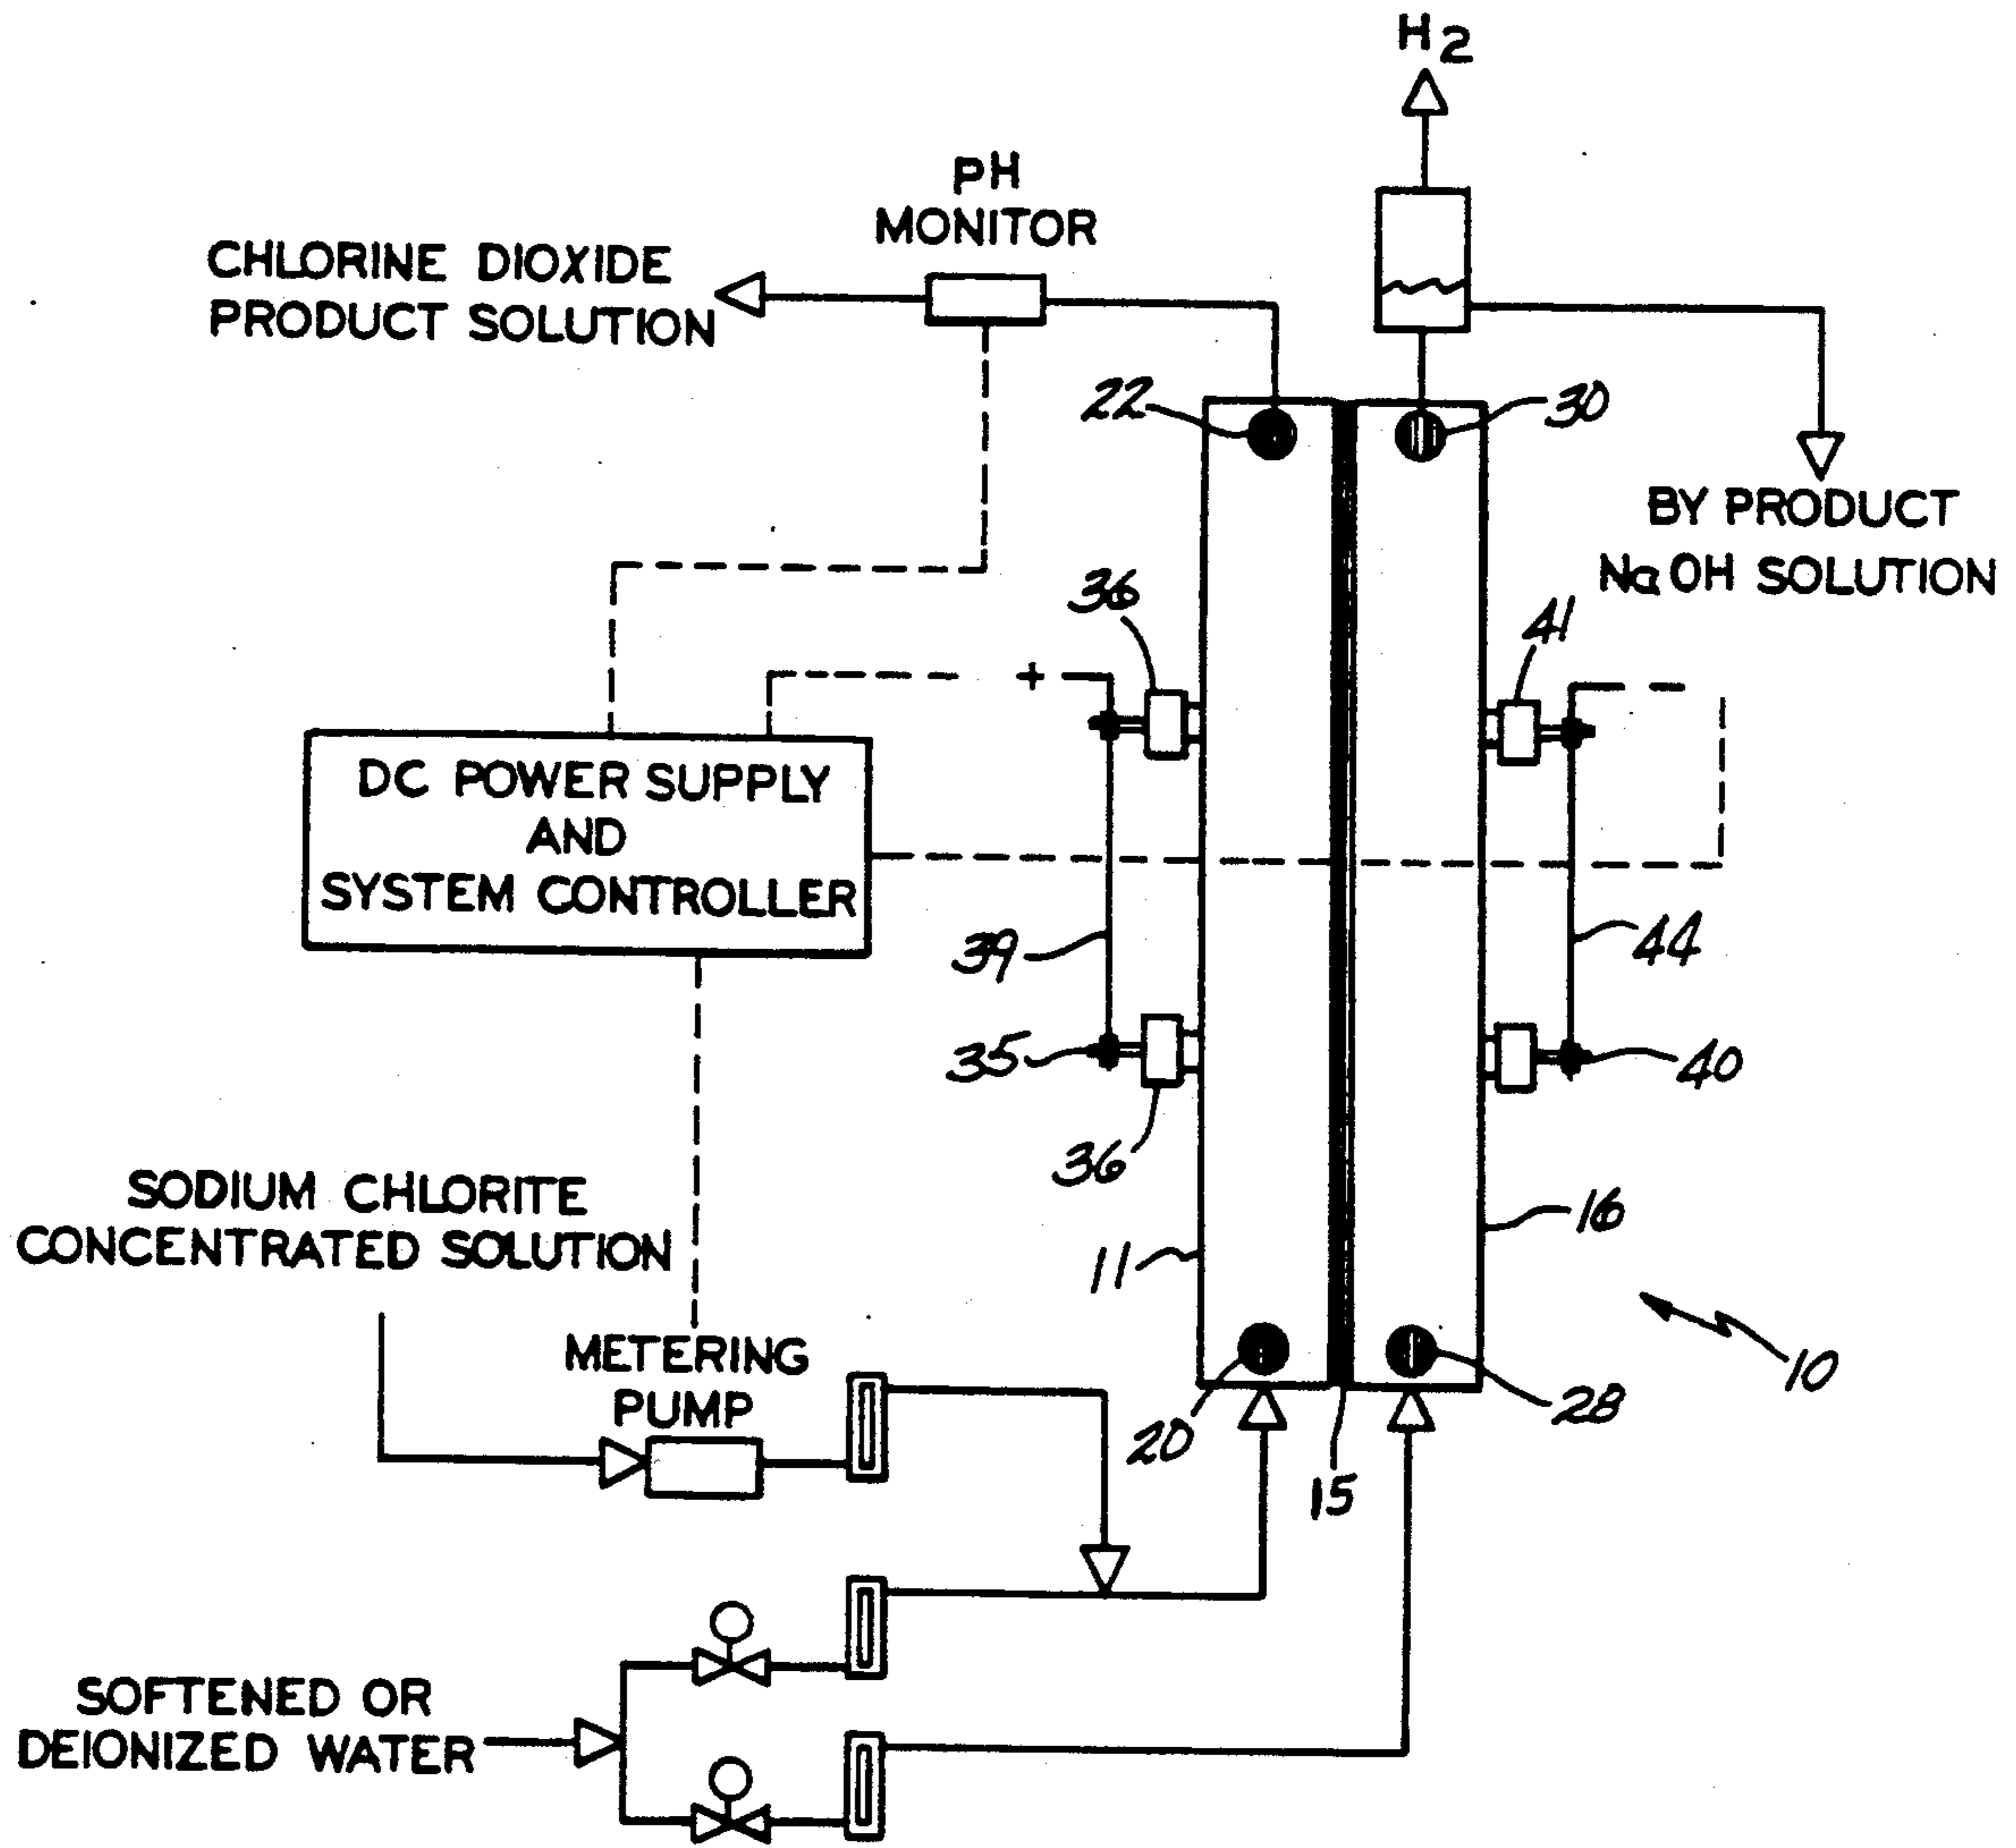 H2
pH
MONITOR
CHLORINE DIOXIDE
PRODUCT SOLUTION
22
30
BY PRODUCT
NaOH SOLUTION
36
41
+
DC POWER SUPPLY
AND
SYSTEM CONTROLLER
39
44
35
40
36
SODIUM CHLORITE
CONCENTRATED SOLUTION
11
16
METERING
PUMP
10
20
28
15
SOFTENED OR
DEIONIZED WATER